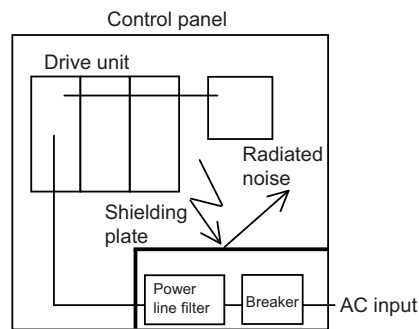 Control panel
Drive unit
Radiated
noise
Shielding
plate
Power
line filter
Breaker
AC input